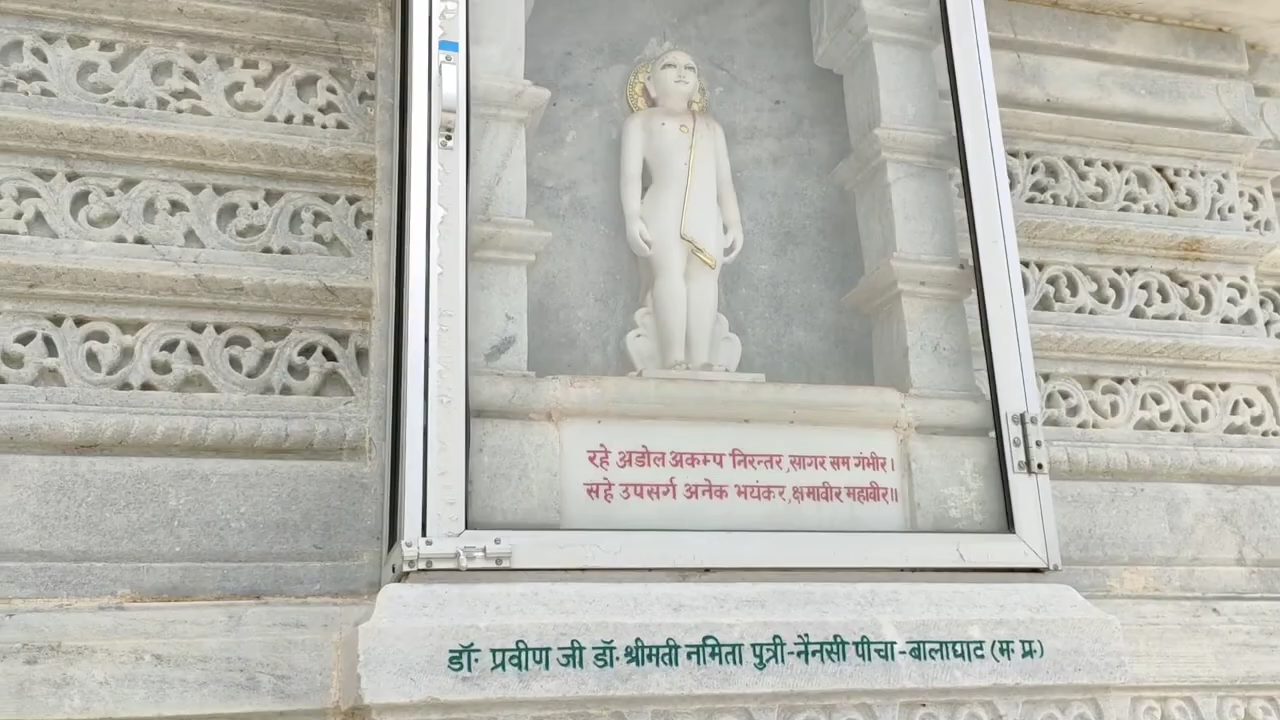 रहे अडोल अकम्प निरन्तर,सागर सम गंभीर।
सहे उपसर्ग अनेक भयंकर,क्षमावीर महावीर॥
डॉ. प्रवीण जी डॉ. श्रीमती नमिता पुत्री-नैनसी पीचा-बालाघाट (म.प्र.)